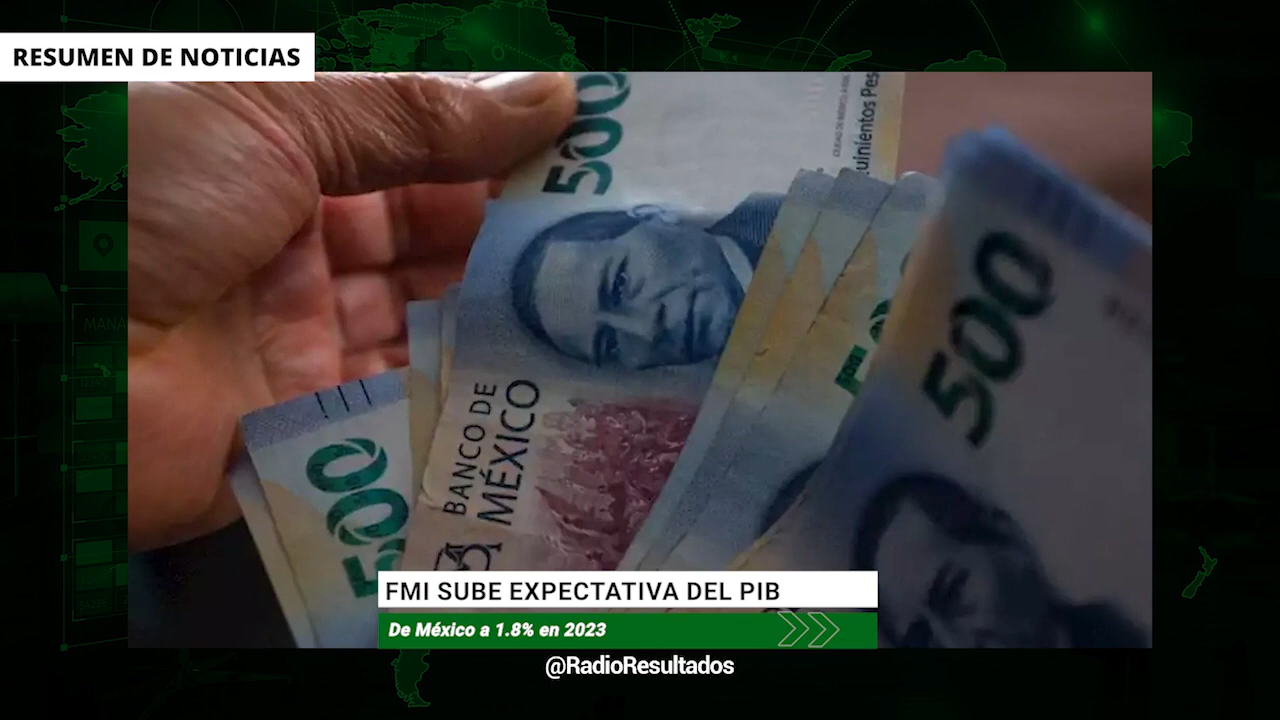 RESUMEN DE NOTICIAS
500
BANCO DE
MÉXICO
500
500
FMI SUBE EXPECTATIVA DEL PIB
De México a 1.8% en 2023
@RadioResultados